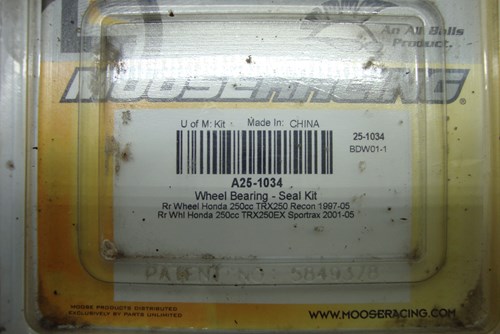 An All Balls
Product.
MOOSE RACING®
U of M: Kit Made In: CHINA
25-1034
BDW01-1
A25-1034
Wheel Bearing - Seal Kit
Rr Wheel Honda 250cc TRX250 Recon 1997-05
Rr Whl Honda 250cc TRX250EX Sportrax 2001-05
PATENT NO: 5849378
MOOSE PRODUCTS DISTRIBUTED
EXCLUSIVELY BY PARTS UNLIMITED
WWW.MOOSERACING.COM